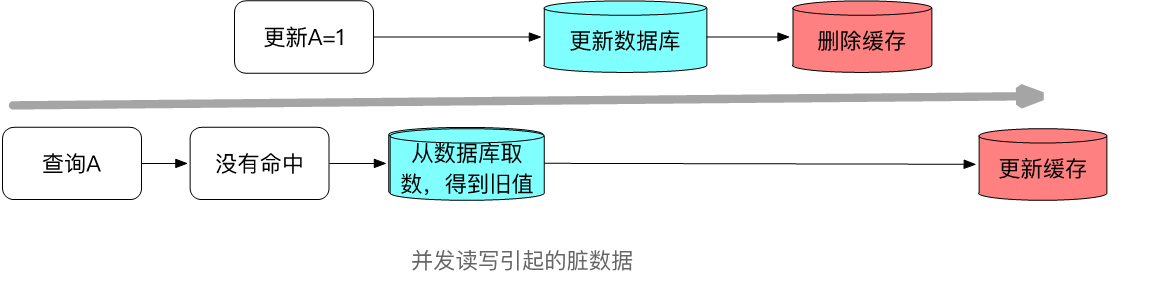 更新A=1
更新数据库
删除缓存
查询A
没有命中
从数据库取
数，得到旧值
更新缓存
并发读写引起的脏数据